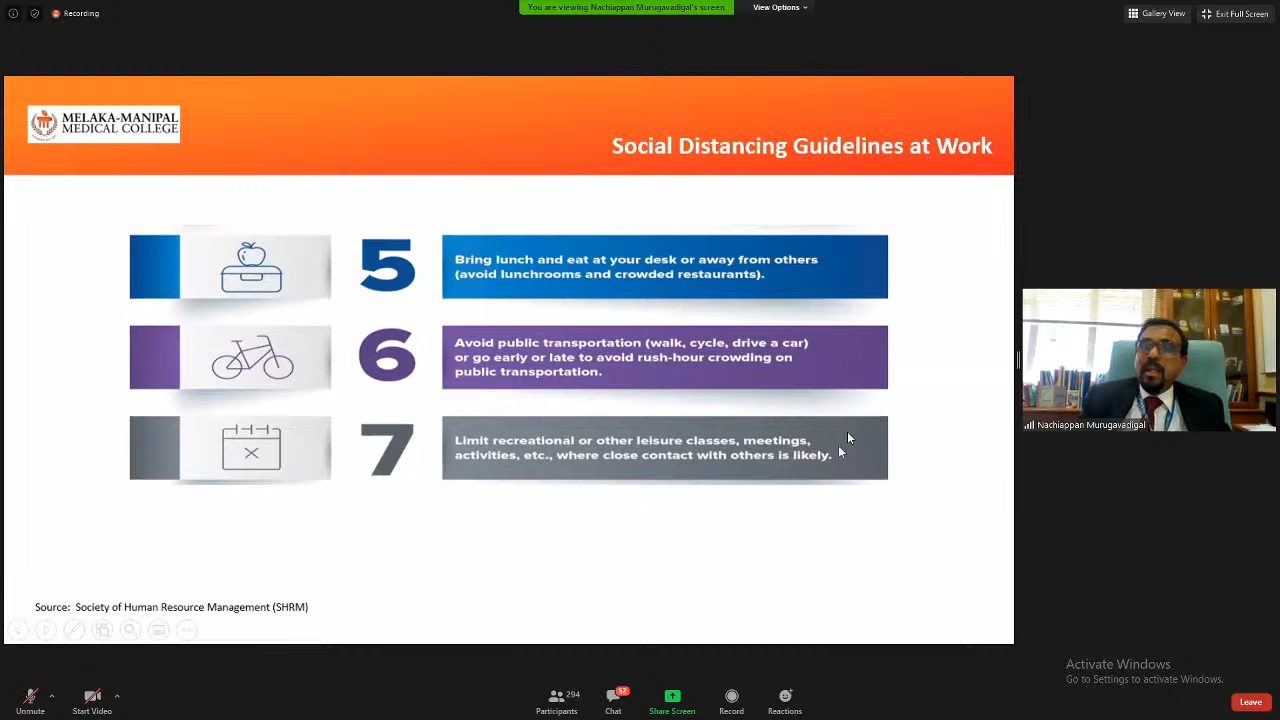 Recording
You are viewing Nachiappan Murugavadigal's screen
View Options
Gallery View
Exit Full Screen
MELAKA-MANIPAL
MEDICAL COLLEGE
Social Distancing Guidelines at Work
5
Bring lunch and eat at your desk or away from others
(avoid lunchrooms and crowded restaurants).
6
Avoid public transportation (walk, cycle, drive a car)
or go early or late to avoid rush-hour crowding on
public transportation.
7
Limit recreational or other leisure classes, meetings,
activities, etc., where close contact with others is likely.
Nachiappan Murugavadigal
Source: Society of Human Resource Management (SHRM)
Activate Windows
Go to Settings to activate Windows.
Unmute
Start Video
294
Participants
52
Chat
Share Screen
Record
Reactions
Leave